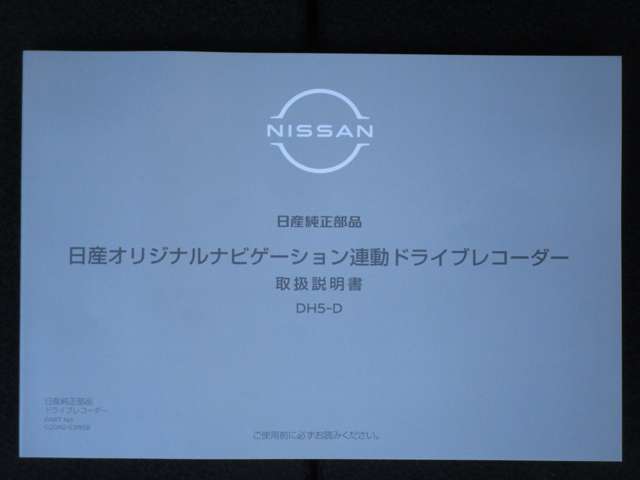 NISSAN
日産純正部品
日産オリジナルナビゲーション連動ドライブレコーダー
取扱説明書
DH5-D
日産純正部品
ドライブレコーダー
PART No.
ご使用前に必ずお読みください。